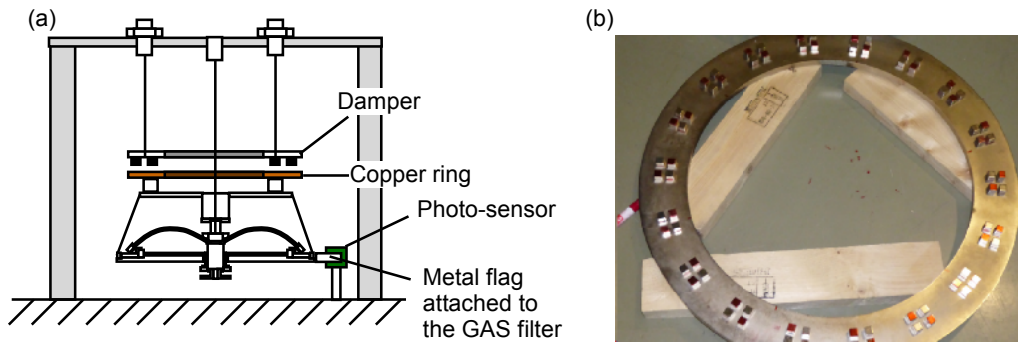 (a)
(b)
Damper
Copper ring
Photo-sensor
Metal flag
attached to
the GAS filter